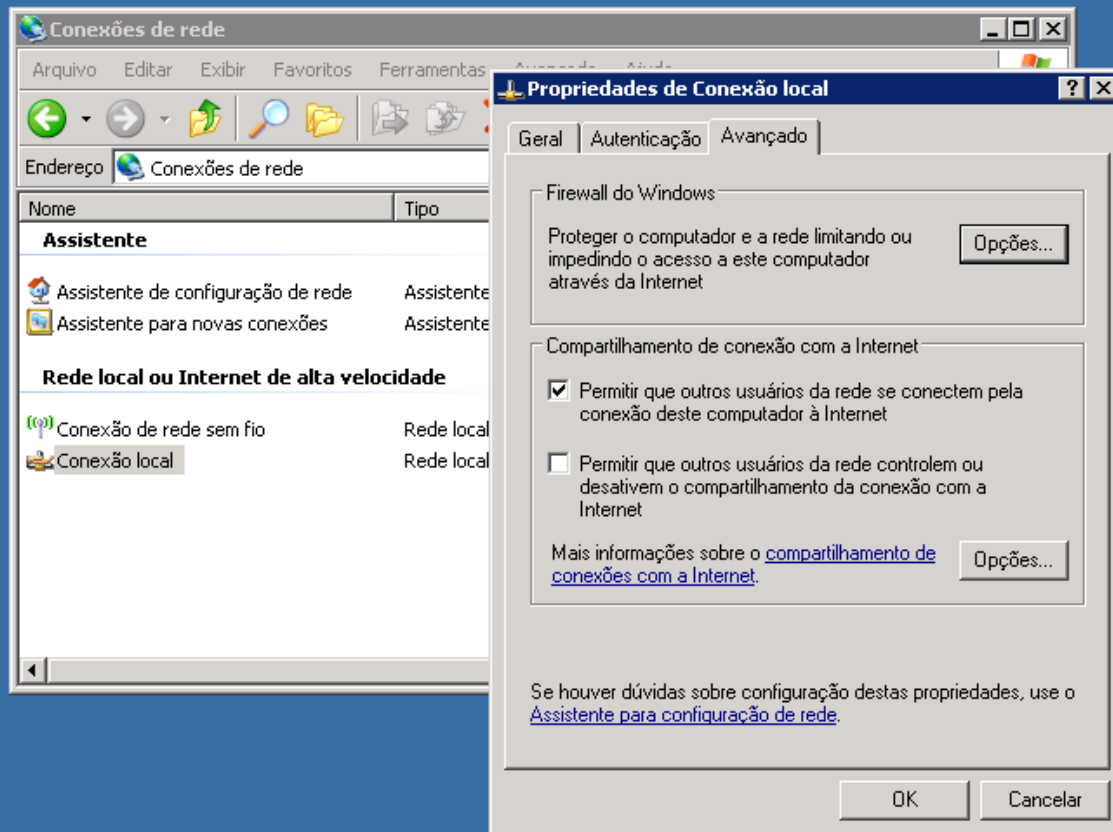 Conexões de rede
Arquivo Editar Exibir Favoritos Ferramentas
Endereço Conexões de rede
Nome Tipo
Assistente
Assistente de configuração de rede Assistente
Assistente para novas conexões Assistente
Rede local ou Internet de alta velocidade
Conexão de rede sem fio Rede local
Conexão local Rede local
Propriedades de Conexão local
Geral Autenticação Avançado
Firewall do Windows
Proteger o computador e a rede limitando ou
impedindo o acesso a este computador
através da Internet
Opções...
Compartilhamento de conexão com a Internet
Permitir que outros usuários da rede se conectem pela
conexão deste computador à Internet
Permitir que outros usuários da rede controlem ou
desativem o compartilhamento da conexão com a
Internet
Mais informações sobre o compartilhamento de
conexões com a Internet.
Opções...
Se houver dúvidas sobre configuração destas propriedades, use o
Assistente para configuração de rede.
OK Cancelar